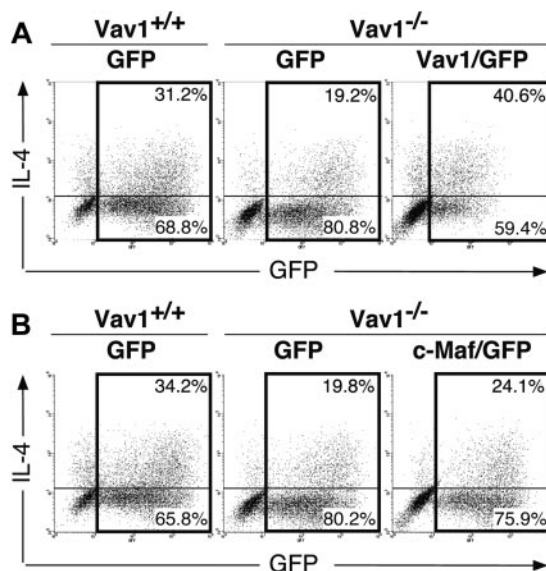 A
Vav1+/+ Vav1-/-
GFP GFP Vav1/GFP
31.2% 19.2% 40.6%
IL-4
68.8% 80.8% 59.4%
GFP
B
Vav1+/+ Vav1-/-
GFP GFP c-Maf/GFP
34.2% 19.8% 24.1%
IL-4
65.8% 80.2% 75.9%
GFP